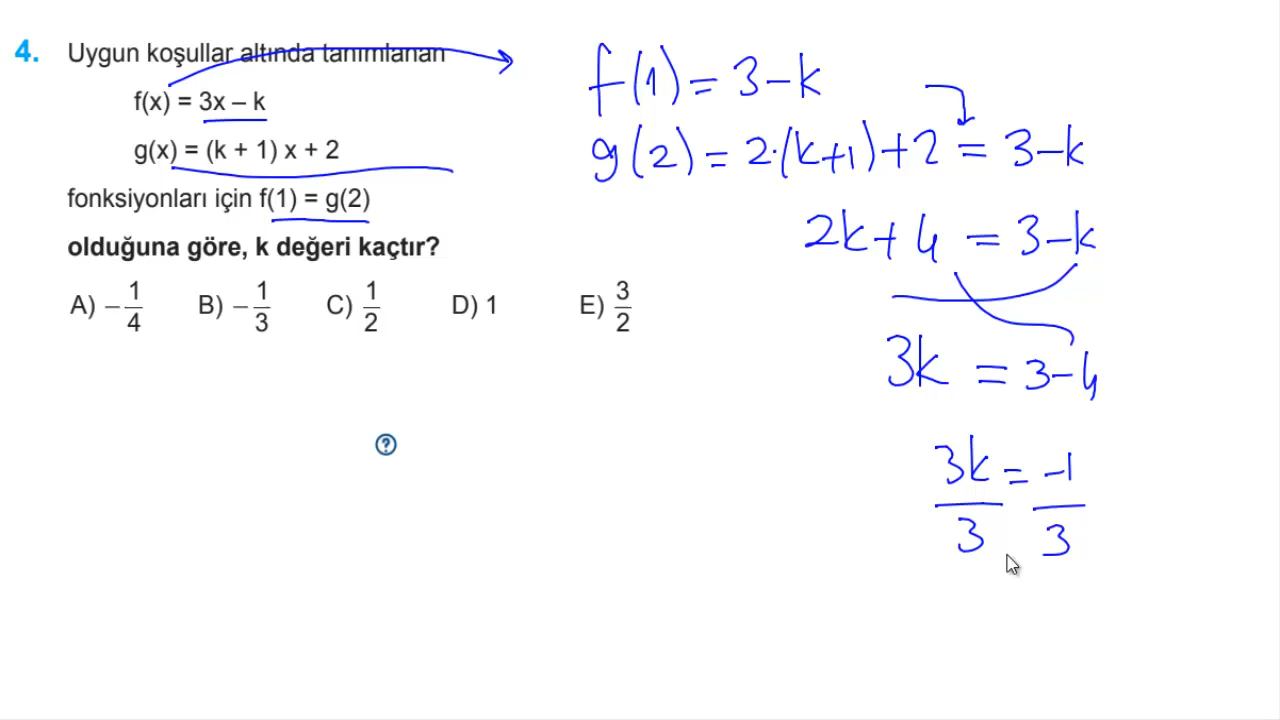 4. Uygun koşullar altında tanımlanan
f(x) = 3x – k
g(x) = (k + 1) x + 2
fonksiyonları için f(1) = g(2)
olduğuna göre, k değeri kaçtır?
A) –1/4 B) –1/3 C) 1/2 D) 1 E) 3/2
f(1) = 3-k
g(2) = 2·(k+1)+2 = 3-k
2k+4 = 3-k
3k = 3-4
3k/3 = -1/3